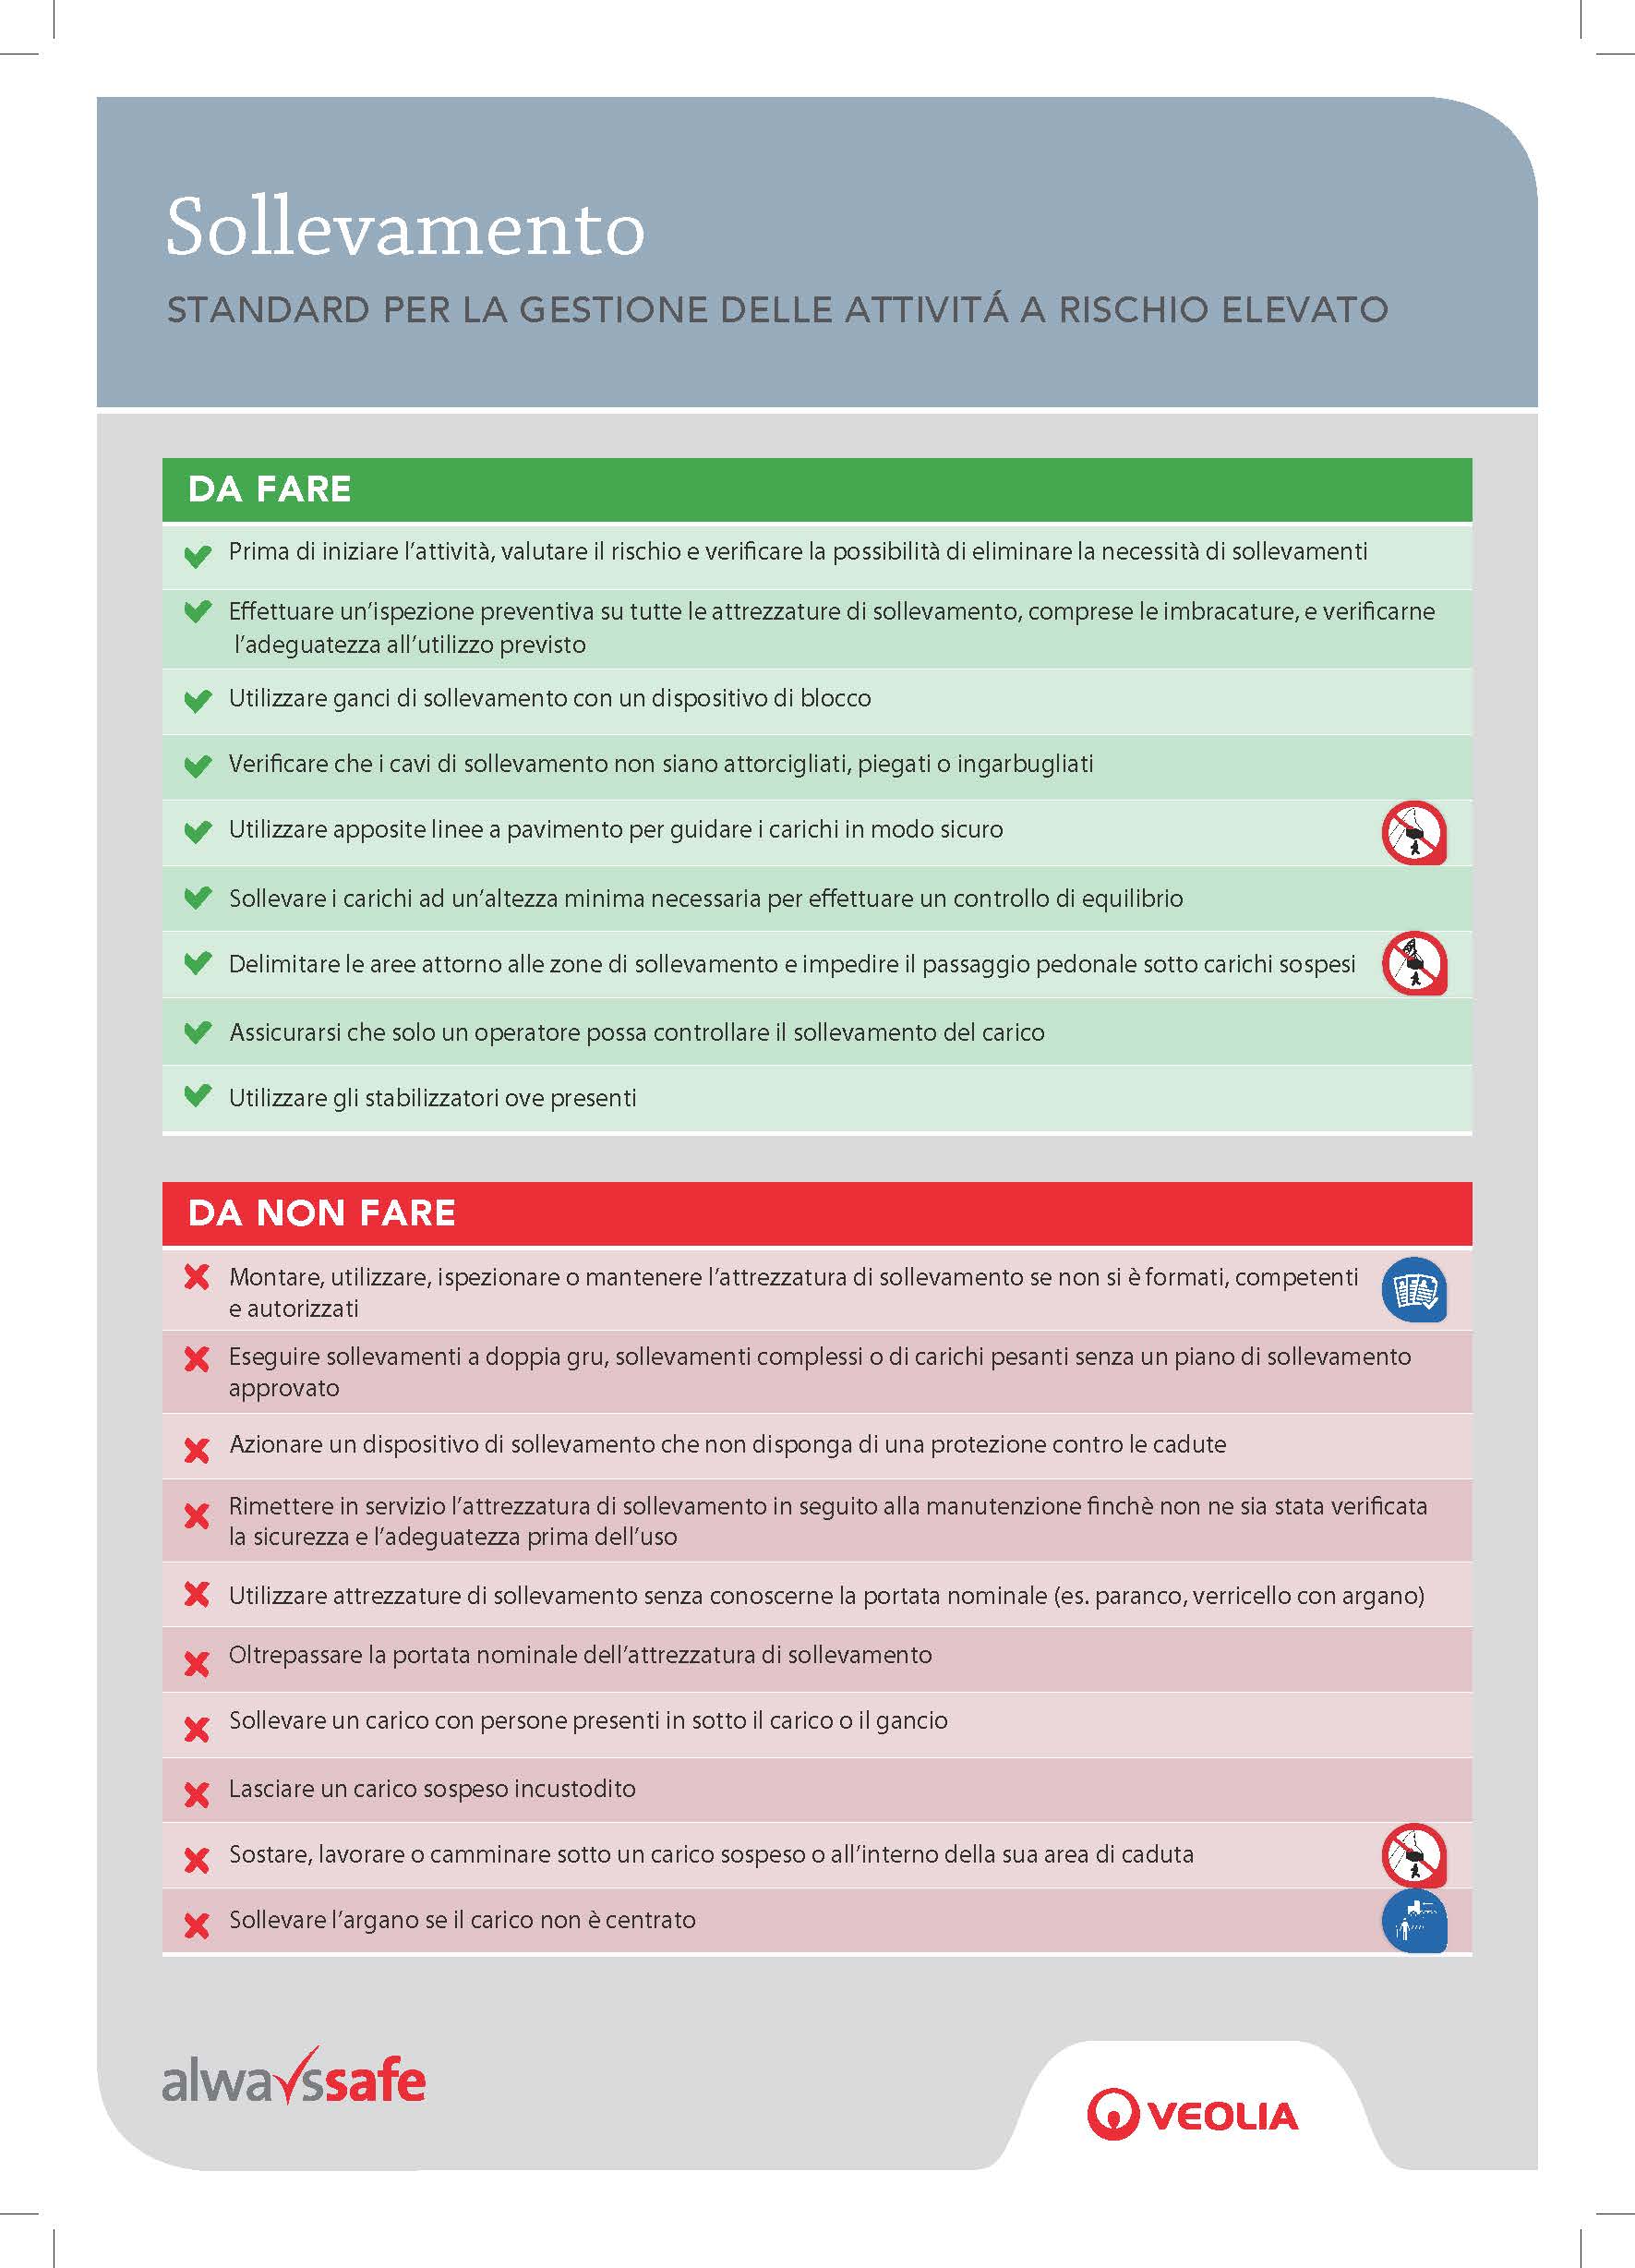 Sollevamento
STANDARD PER LA GESTIONE DELLE ATTIVITÁ A RISCHIO ELEVATO
DA FARE
Prima di iniziare l’attività, valutare il rischio e verificare la possibilità di eliminare la necessità di sollevamenti
Effettuare un’ispezione preventiva su tutte le attrezzature di sollevamento, comprese le imbracature, e verificarne
l’adeguatezza all’utilizzo previsto
Utilizzare ganci di sollevamento con un dispositivo di blocco
Verificare che i cavi di sollevamento non siano attorcigliati, piegati o ingarbugliati
Utilizzare apposite linee a pavimento per guidare i carichi in modo sicuro
Sollevare i carichi ad un’altezza minima necessaria per effettuare un controllo di equilibrio
Delimitare le aree attorno alle zone di sollevamento e impedire il passaggio pedonale sotto carichi sospesi
Assicurarsi che solo un operatore possa controllare il sollevamento del carico
Utilizzare gli stabilizzatori ove presenti
DA NON FARE
Montare, utilizzare, ispezionare o mantenere l’attrezzatura di sollevamento se non si è formati, competenti
e autorizzati
Eseguire sollevamenti a doppia gru, sollevamenti complessi o di carichi pesanti senza un piano di sollevamento
approvato
Azionare un dispositivo di sollevamento che non disponga di una protezione contro le cadute
Rimettere in servizio l’attrezzatura di sollevamento in seguito alla manutenzione finchè non ne sia stata verificata
la sicurezza e l’adeguatezza prima dell’uso
Utilizzare attrezzature di sollevamento senza conoscerne la portata nominale (es. paranco, verricello con argano)
Oltrepassare la portata nominale dell’attrezzatura di sollevamento
Sollevare un carico con persone presenti in sotto il carico o il gancio
Lasciare un carico sospeso incustodito
Sostare, lavorare o camminare sotto un carico sospeso o all’interno della sua area di caduta
Sollevare l’argano se il carico non è centrato
alwayssafe
VEOLIA